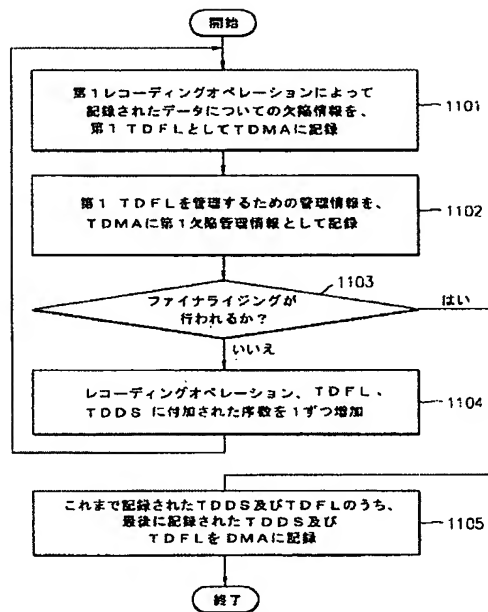 開始
第1レコーディングオペレーションによって
記録されたデータについての欠陥情報を、
第1 TDFLとしてTDMAに記録
1101
第1 TDFLを管理するための管理情報を、
TDMAに第1欠陥管理情報として記録
1102
1103
ファイナライジングが
行われるか?
はい
いいえ
レコーディングオペレーション、TDFL、
TDDS に付加された序数を1ずつ増加
1104
これまで記録されたTDDS及びTDFLのうち、
最後に記録されたTDDS及び
TDFLをDMAに記録
1105
終了